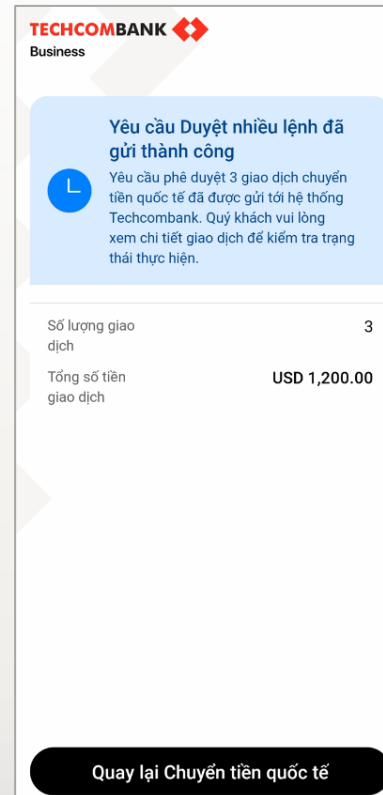 TECHCOMBANK
Business
Yêu cầu Duyệt nhiều lệnh đã
gửi thành công
Yêu cầu phê duyệt 3 giao dịch chuyển
tiền quốc tế đã được gửi tới hệ thống
Techcombank. Quý khách vui lòng
xem chi tiết giao dịch để kiểm tra trạng
thái thực hiện.
Số lượng giao
dịch
3
Tổng số tiền
giao dịch
USD 1,200.00
Quay lại Chuyển tiền quốc tế